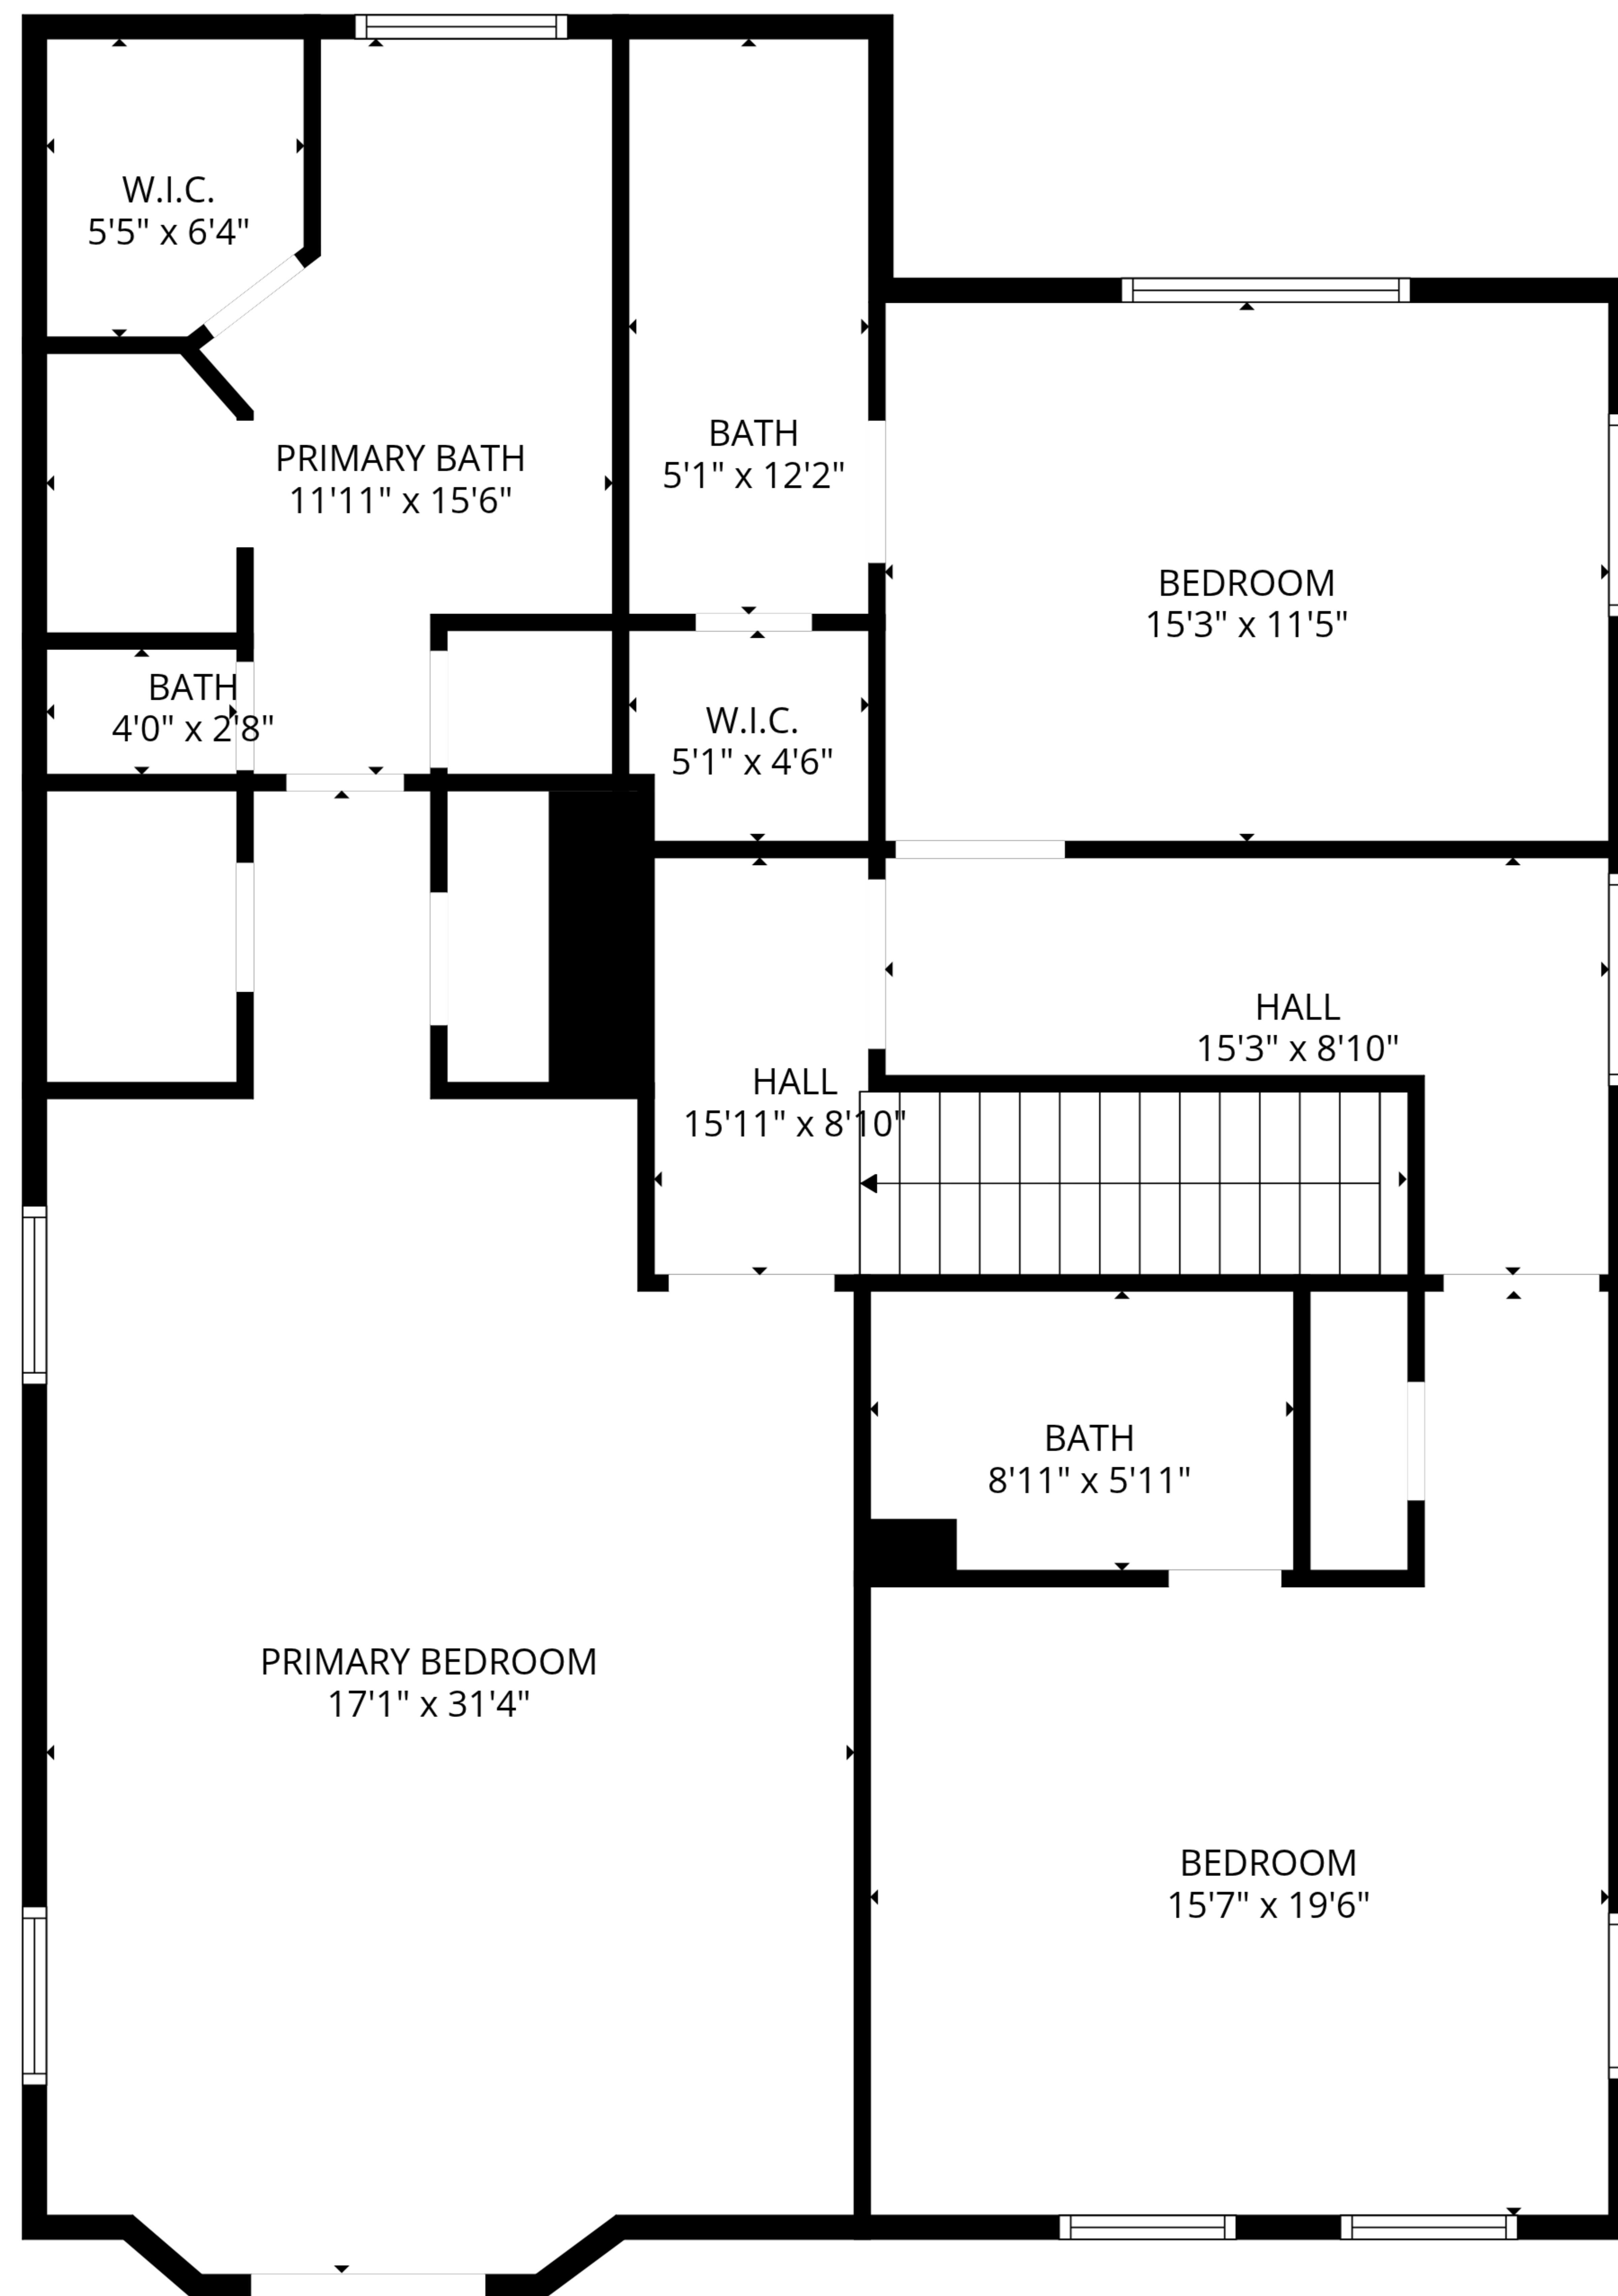 W.I.C.
5'5" x 6'4"
PRIMARY BATH
11'11" x 15'6"
BATH
5'1" x 12'2"
BEDROOM
15'3" x 11'5"
BATH
4'0" x 2'8"
W.I.C.
5'1" x 4'6"
HALL
15'3" x 8'10"
HALL
15'11" x 8'10"
BATH
8'11" x 5'11"
PRIMARY BEDROOM
17'1" x 31'4"
BEDROOM
15'7" x 19'6"